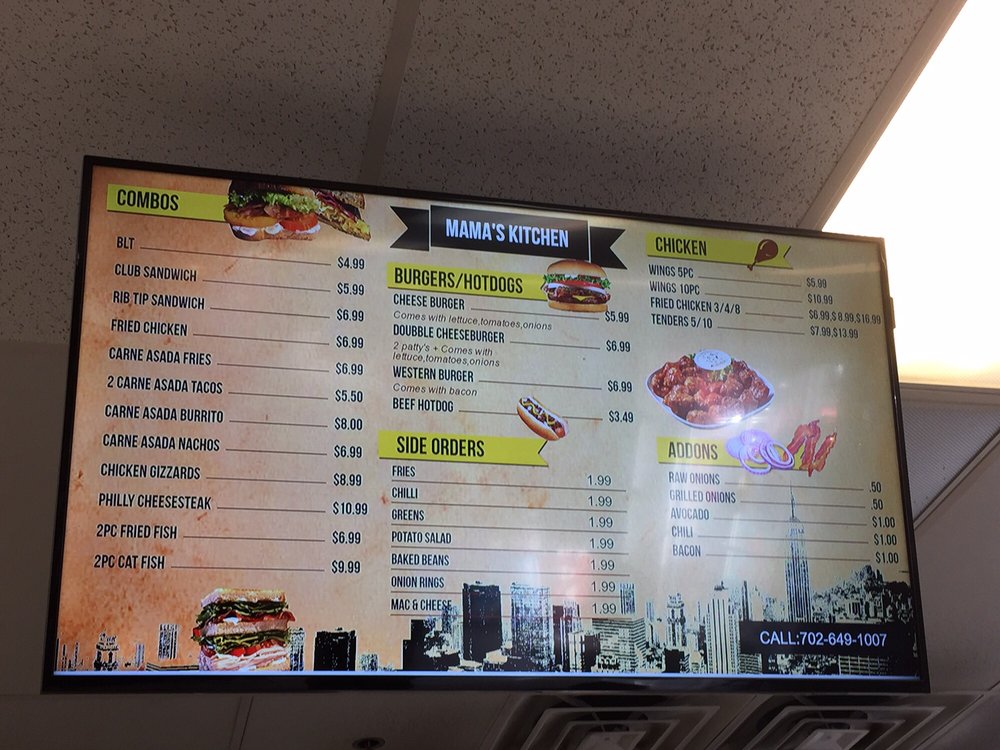 MAMA'S KITCHEN
COMBOS
BLT $4.99
CLUB SANDWICH $5.99
RIB TIP SANDWICH $6.99
FRIED CHICKEN $6.99
CARNE ASADA FRIES $6.99
2 CARNE ASADA TACOS $5.50
CARNE ASADA BURRITO $8.00
CARNE ASADA NACHOS $6.99
CHICKEN GIZZARDS $8.99
PHILLY CHEESESTEAK $10.99
2PC FRIED FISH $6.99
2PC CAT FISH $9.99
BURGERS/HOTDOGS
CHEESE BURGER $5.99
Comes with lettuce,tomatoes,onions
DOUBBLE CHEESEBURGER $6.99
2 patty's + Comes with
lettuce,tomatoes,onions
WESTERN BURGER $6.99
Comes with bacon
BEEF HOTDOG $3.49
SIDE ORDERS
FRIES 1.99
CHILLI 1.99
GREENS 1.99
POTATO SALAD 1.99
BAKED BEANS 1.99
ONION RINGS 1.99
MAC & CHEESE 1.99
CHICKEN
WINGS 5PC $5.99
WINGS 10PC $10.99
FRIED CHICKEN 3/4/8 $6.99,$8.99,$16.99
TENDERS 5/10 $7.99,$13.99
ADDONS
RAW ONIONS .50
GRILLED ONIONS .50
AVOCADO $1.00
CHILI $1.00
BACON $1.00
CALL:702-649-1007